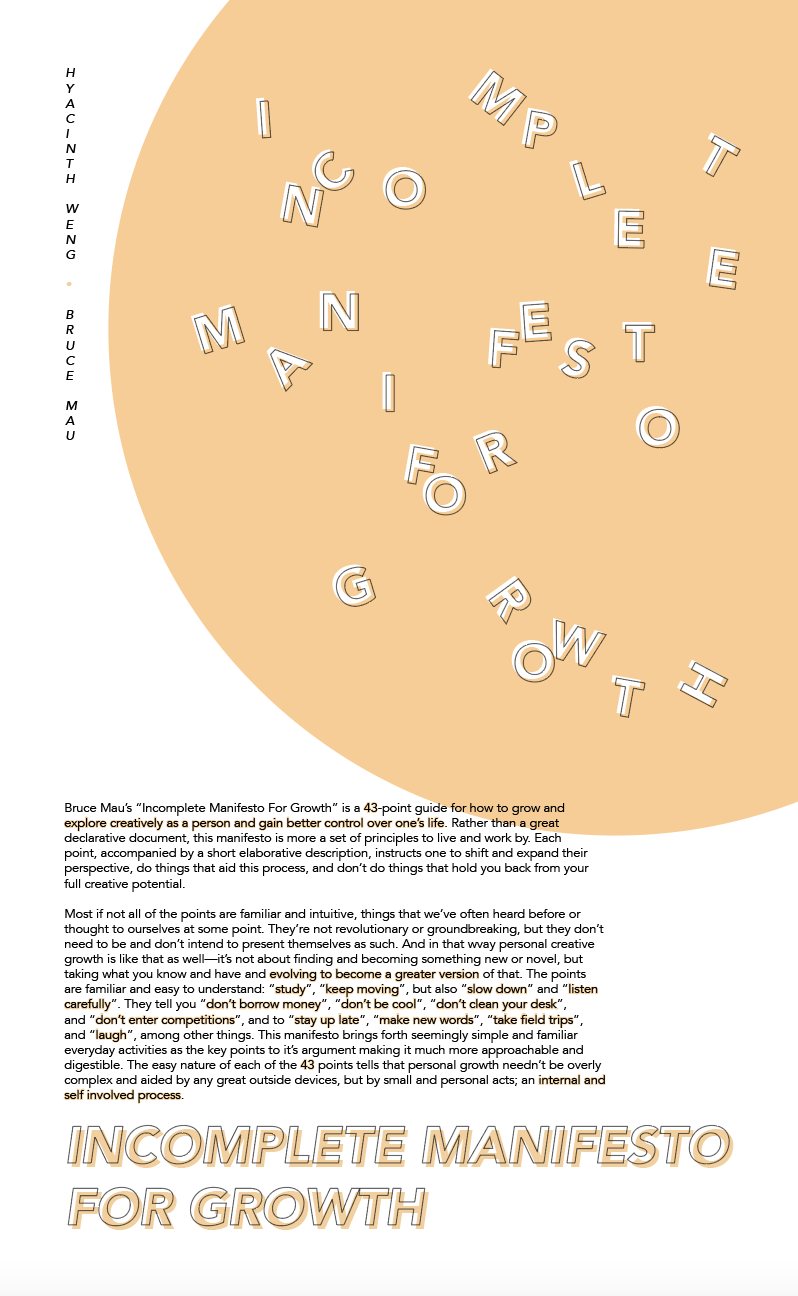 HYACINTH WENG • BRUCE MAU
INCOMPLETE
MANIFESTO
FOR
GROWTH
Bruce Mau’s “Incomplete Manifesto For Growth” is a 43-point guide for how to grow and
explore creatively as a person and gain better control over one’s life. Rather than a great
declarative document, this manifesto is more a set of principles to live and work by. Each
point, accompanied by a short elaborative description, instructs one to shift and expand their
perspective, do things that aid this process, and don’t do things that hold you back from your
full creative potential.
Most if not all of the points are familiar and intuitive, things that we’ve often heard before or
thought to ourselves at some point. They’re not revolutionary or groundbreaking, but they don’t
need to be and don’t intend to present themselves as such. And in that wvay personal creative
growth is like that as well—it’s not about finding and becoming something new or novel, but
taking what you know and have and evolving to become a greater version of that. The points
are familiar and easy to understand: “study”, “keep moving”, but also “slow down” and “listen
carefully”. They tell you “don’t borrow money”, “don’t be cool”, “don’t clean your desk”,
and “don’t enter competitions”, and to “stay up late”, “make new words”, “take field trips”,
and “laugh”, among other things. This manifesto brings forth seemingly simple and familiar
everyday activities as the key points to it’s argument making it much more approachable and
digestible. The easy nature of each of the 43 points tells that personal growth needn’t be overly
complex and aided by any great outside devices, but by small and personal acts; an internal and
self involved process.
INCOMPLETE MANIFESTO
FOR GROWTH